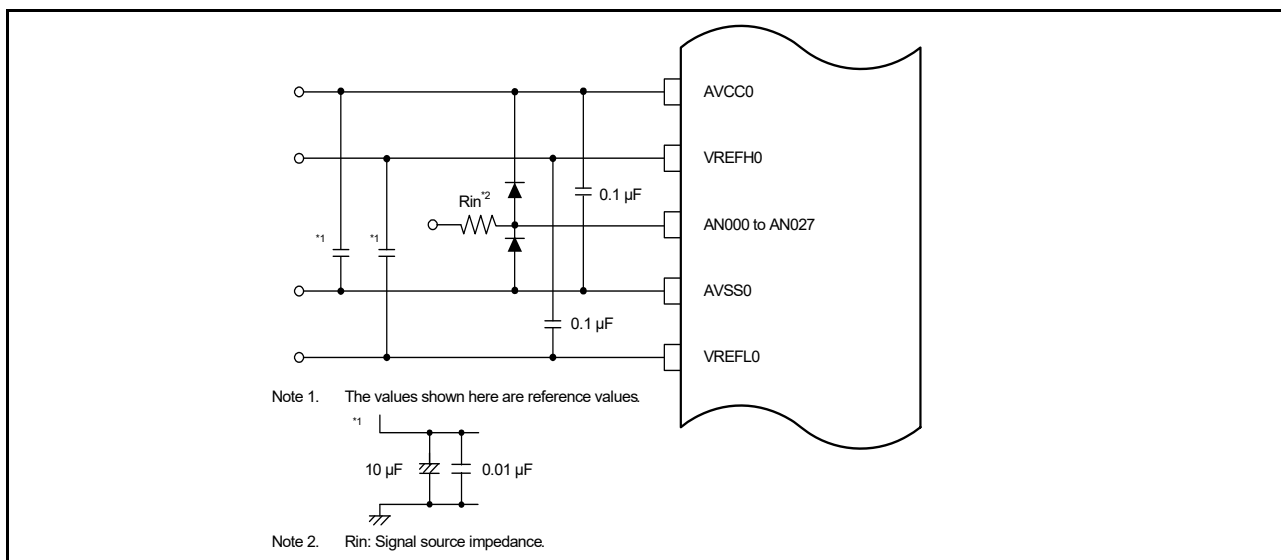 AVCC0
VREFH0
Rin*2
0.1 µF
AN000 to AN027
*1 *1
AVSS0
0.1 µF
VREFL0
Note 1. The values shown here are reference values.
*1
10 µF 0.01 µF
Note 2. Rin: Signal source impedance.